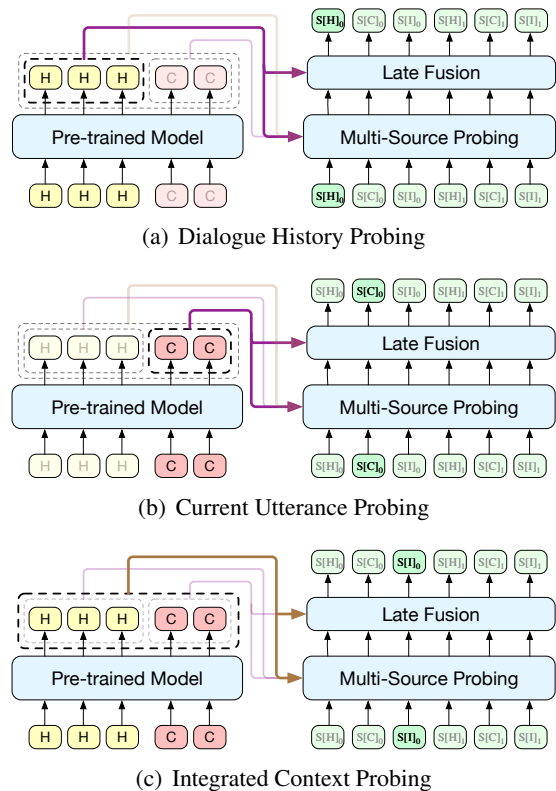 S[H]₀ S[C]₀ S[I]₀ S[H]₁ S[C]₁ S[I]₁
H H H C C Late Fusion
Pre-trained Model Multi-Source Probing
H H H C C S[H]₀ S[C]₀ S[I]₀ S[H]₁ S[C]₁ S[I]₁
(a) Dialogue History Probing
S[H]₀ S[C]₀ S[I]₀ S[H]₁ S[C]₁ S[I]₁
H H H C C Late Fusion
Pre-trained Model Multi-Source Probing
H H H C C S[H]₀ S[C]₀ S[I]₀ S[H]₁ S[C]₁ S[I]₁
(b) Current Utterance Probing
S[H]₀ S[C]₀ S[I]₀ S[H]₁ S[C]₁ S[I]₁
H H H C C Late Fusion
Pre-trained Model Multi-Source Probing
H H H C C S[H]₀ S[C]₀ S[I]₀ S[H]₁ S[C]₁ S[I]₁
(c) Integrated Context Probing